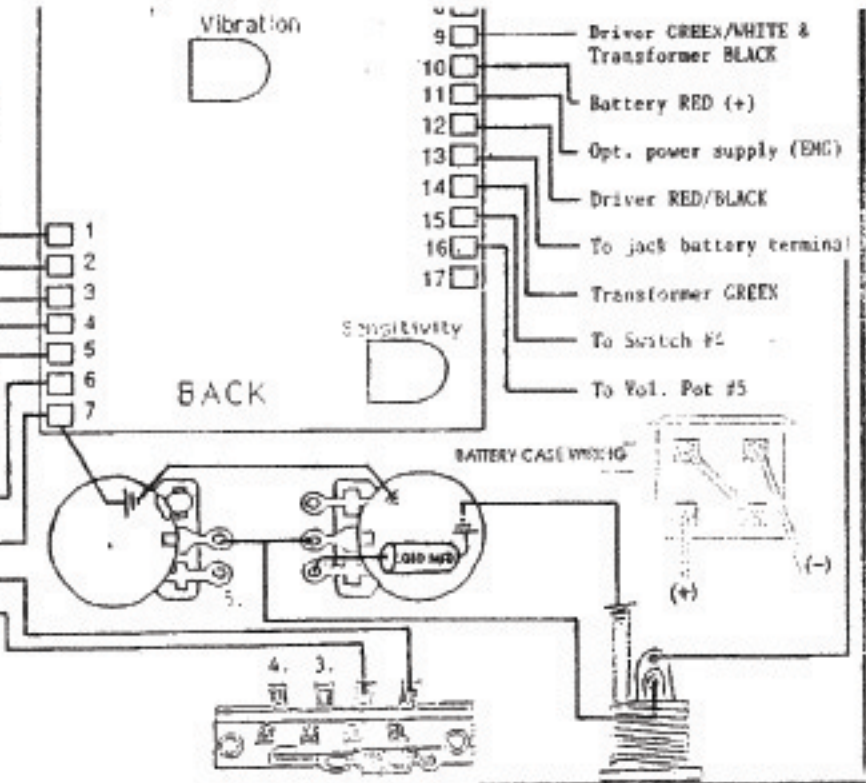 Vibration
9
Driver GREEN/WHITE &
Transformer BLACK
10
11
Battery RED (+)
12
13
Opt. power supply (EMG)
14
Driver RED/BLACK
15
1
16
To jack battery terminal
2
17
3
Transformer GREEN
4
Sensitivity
To Switch #4
5
6
BACK
To Vol. Pot #5
7
BATTERY CASE WIRING
(-)
(+)
5.
4. 3.